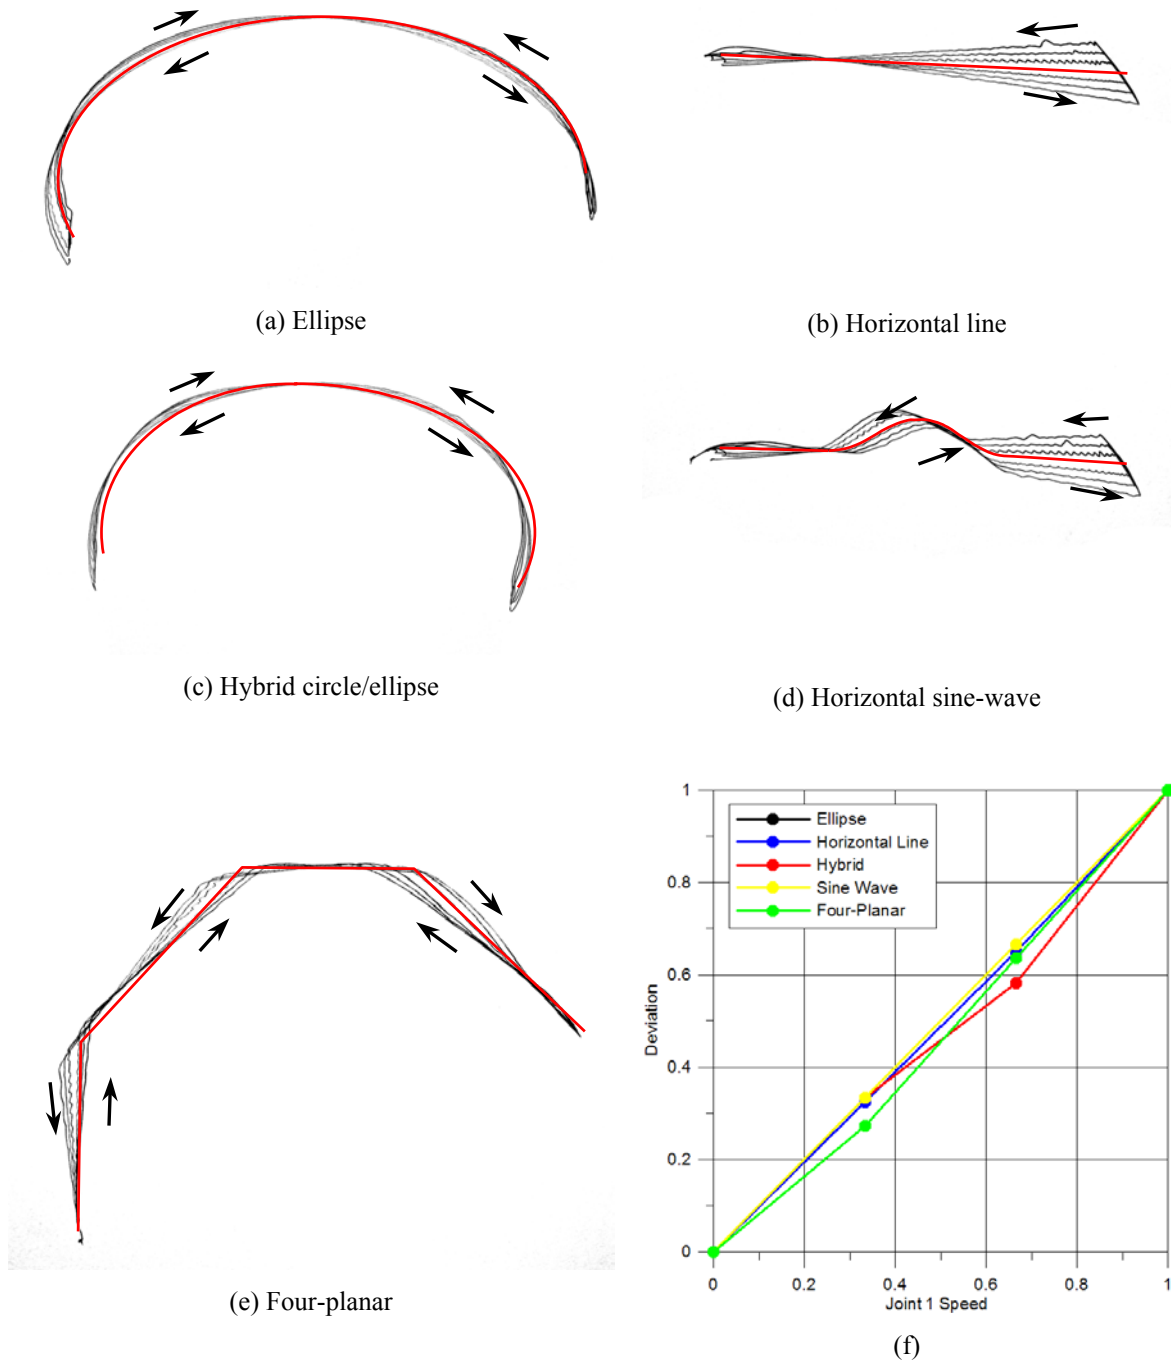 (a) Ellipse
(b) Horizontal line
(c) Hybrid circle/ellipse
(d) Horizontal sine-wave
(e) Four-planar
1
0.8
0.6
0.4
0.2
0
Deviation
Ellipse
Horizontal Line
Hybrid
Sine Wave
Four-Planar
0 0.2 0.4 0.6 0.8 1
Joint 1 Speed
(f)